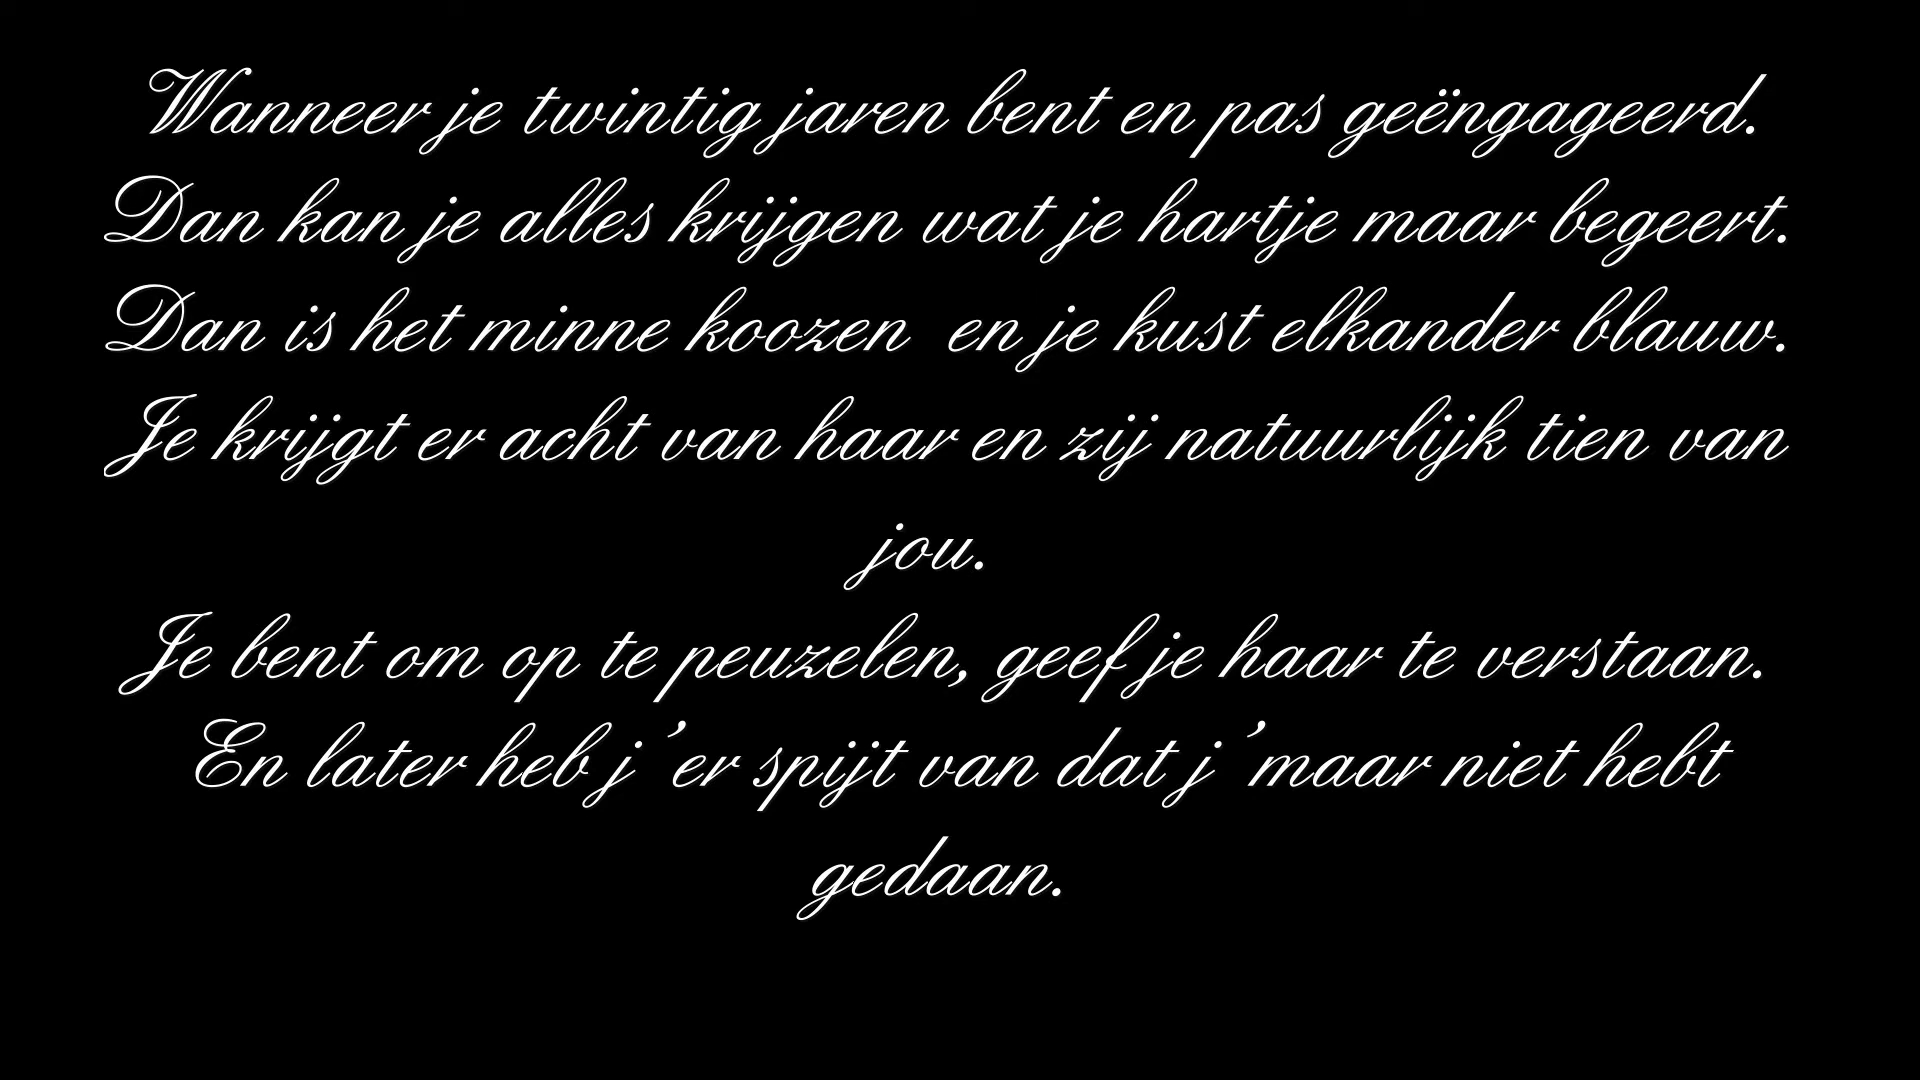 Wanneer je twintig jaren bent en pas geëngageerd.
Dan kan je alles krijgen wat je hartje maar begeert.
Dan is het minne koozen  en je kust elkander blauw.
Je krijgt er acht van haar en zij natuurlijk tien van
jou.
Je bent om op te peuzelen, geef je haar te verstaan.
En later heb j’er spijt van dat j’maar niet hebt
gedaan.